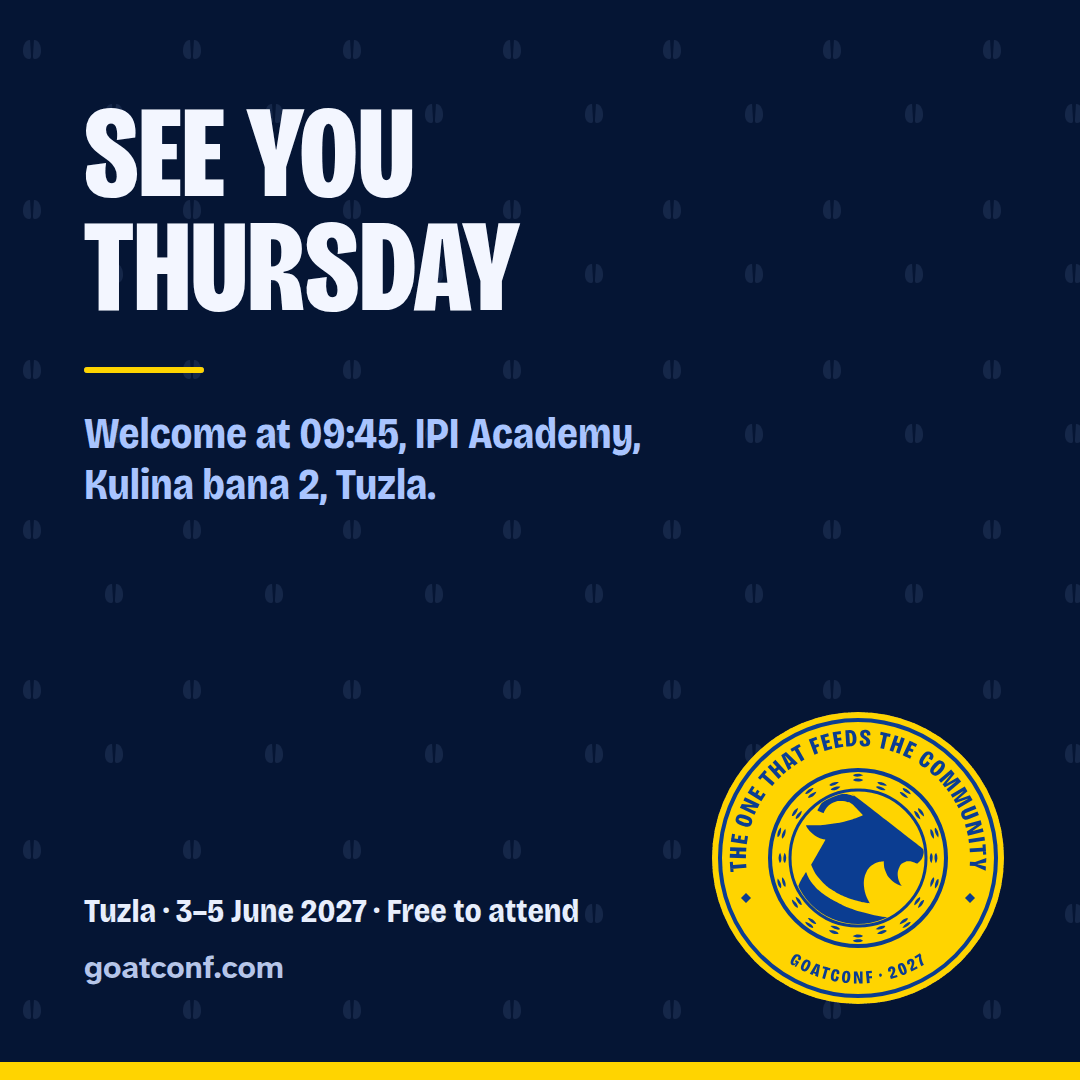 SEE YOU
THURSDAY
Welcome at 09:45, IPI Academy,
Kulina bana 2, Tuzla.
THE ONE THAT FEEDS THE COMMUNITY
GOATCONF · 2027
Tuzla · 3–5 June 2027 · Free to attend
goatconf.com